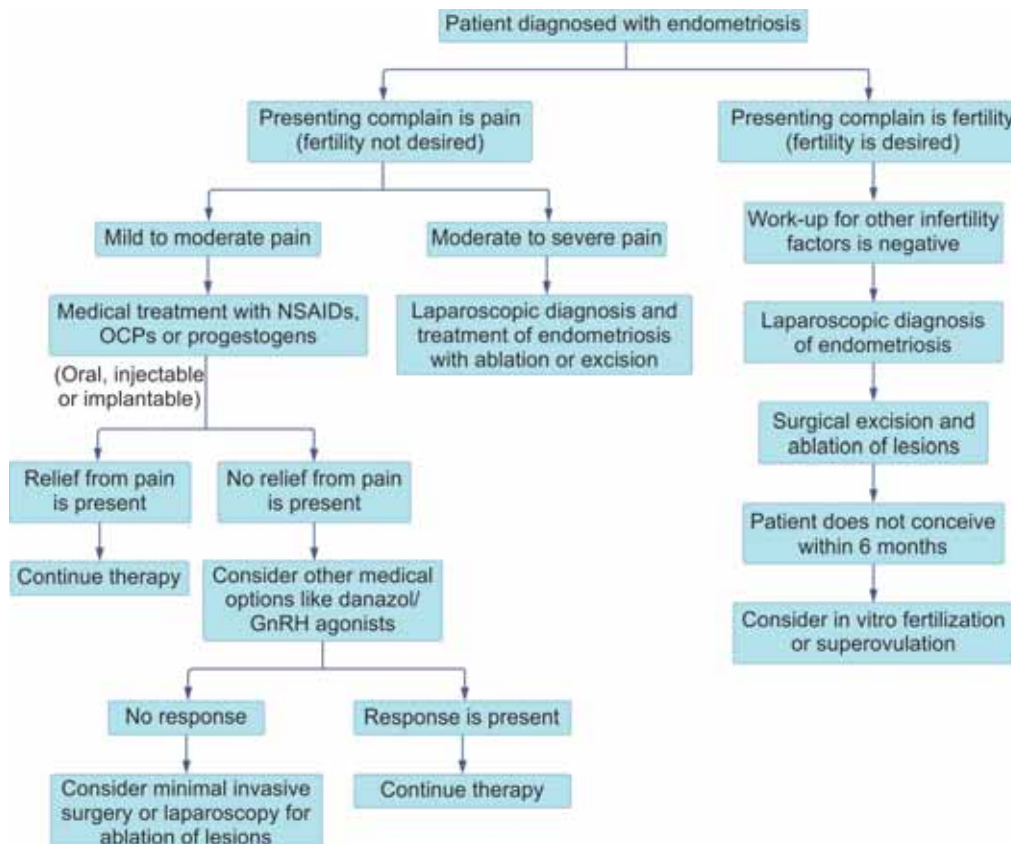 Patient diagnosed with endometriosis
Presenting complain is pain
(fertility not desired)
Presenting complain is fertility
(fertility is desired)
Mild to moderate pain
Moderate to severe pain
Work-up for other infertility
factors is negative
Medical treatment with NSAIDs,
OCPs or progestogens
Laparoscopic diagnosis and
treatment of endometriosis
with ablation or excision
Laparoscopic diagnosis
of endometriosis
(Oral, injectable
or implantable)
Surgical excision and
ablation of lesions
Relief from pain
is present
No relief from pain
is present
Patient does not conceive
within 6 months
Continue therapy
Consider other medical
options like danazol/
GnRH agonists
Consider in vitro fertilization
or superovulation
No response
Response is present
Consider minimal invasive
surgery or laparoscopy for
ablation of lesions
Continue therapy